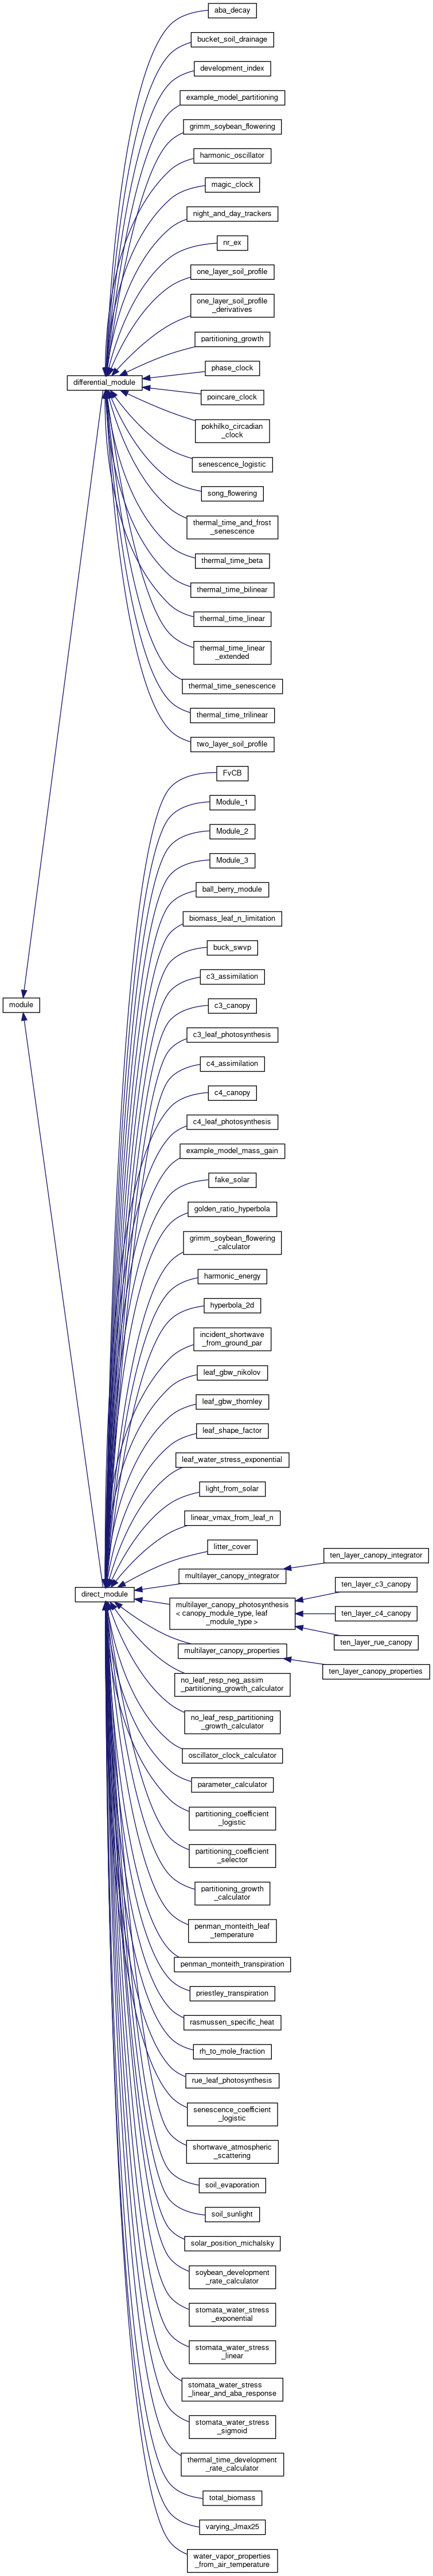 aba_decay
bucket_soil_drainage
development_index
example_model_partitioning
grimm_soybean_flowering
harmonic_oscillator
magic_clock
night_and_day_trackers
nr_ex
one_layer_soil_profile
one_layer_soil_profile
_derivatives
partitioning_growth
phase_clock
differential_module
poincare_clock
pokhilko_circadian
_clock
senescence_logistic
song_flowering
thermal_time_and_frost
_senescence
thermal_time_beta
thermal_time_bilinear
thermal_time_linear
thermal_time_linear
_extended
thermal_time_senescence
thermal_time_trilinear
two_layer_soil_profile
FvCB
Module_1
Module_2
Module_3
ball_berry_module
biomass_leaf_n_limitation
buck_swvp
c3_assimilation
module
c3_canopy
c3_leaf_photosynthesis
c4_assimilation
c4_canopy
c4_leaf_photosynthesis
example_model_mass_gain
fake_solar
golden_ratio_hyperbola
grimm_soybean_flowering
_calculator
harmonic_energy
hyperbola_2d
incident_shortwave
_from_ground_par
leaf_gbw_nikolov
leaf_gbw_thornley
leaf_shape_factor
leaf_water_stress_exponential
light_from_solar
linear_vmax_from_leaf_n
litter_cover
ten_layer_canopy_integrator
multilayer_canopy_integrator
ten_layer_c3_canopy
direct_module
multilayer_canopy_photosynthesis
< canopy_module_type, leaf
_module_type >
ten_layer_c4_canopy
ten_layer_rue_canopy
multilayer_canopy_properties
ten_layer_canopy_properties
no_leaf_resp_neg_assim
_partitioning_growth_calculator
no_leaf_resp_partitioning
_growth_calculator
oscillator_clock_calculator
parameter_calculator
partitioning_coefficient
_logistic
partitioning_coefficient
_selector
partitioning_growth
_calculator
penman_monteith_leaf
_temperature
penman_monteith_transpiration
priestley_transpiration
rasmussen_specific_heat
rh_to_mole_fraction
rue_leaf_photosynthesis
senescence_coefficient
_logistic
shortwave_atmospheric
_scattering
soil_evaporation
soil_sunlight
solar_position_michalsky
soybean_development
_rate_calculator
stomata_water_stress
_exponential
stomata_water_stress
_linear
stomata_water_stress
_linear_and_aba_response
stomata_water_stress
_sigmoid
thermal_time_development
_rate_calculator
total_biomass
varying_Jmax25
water_vapor_properties
_from_air_temperature